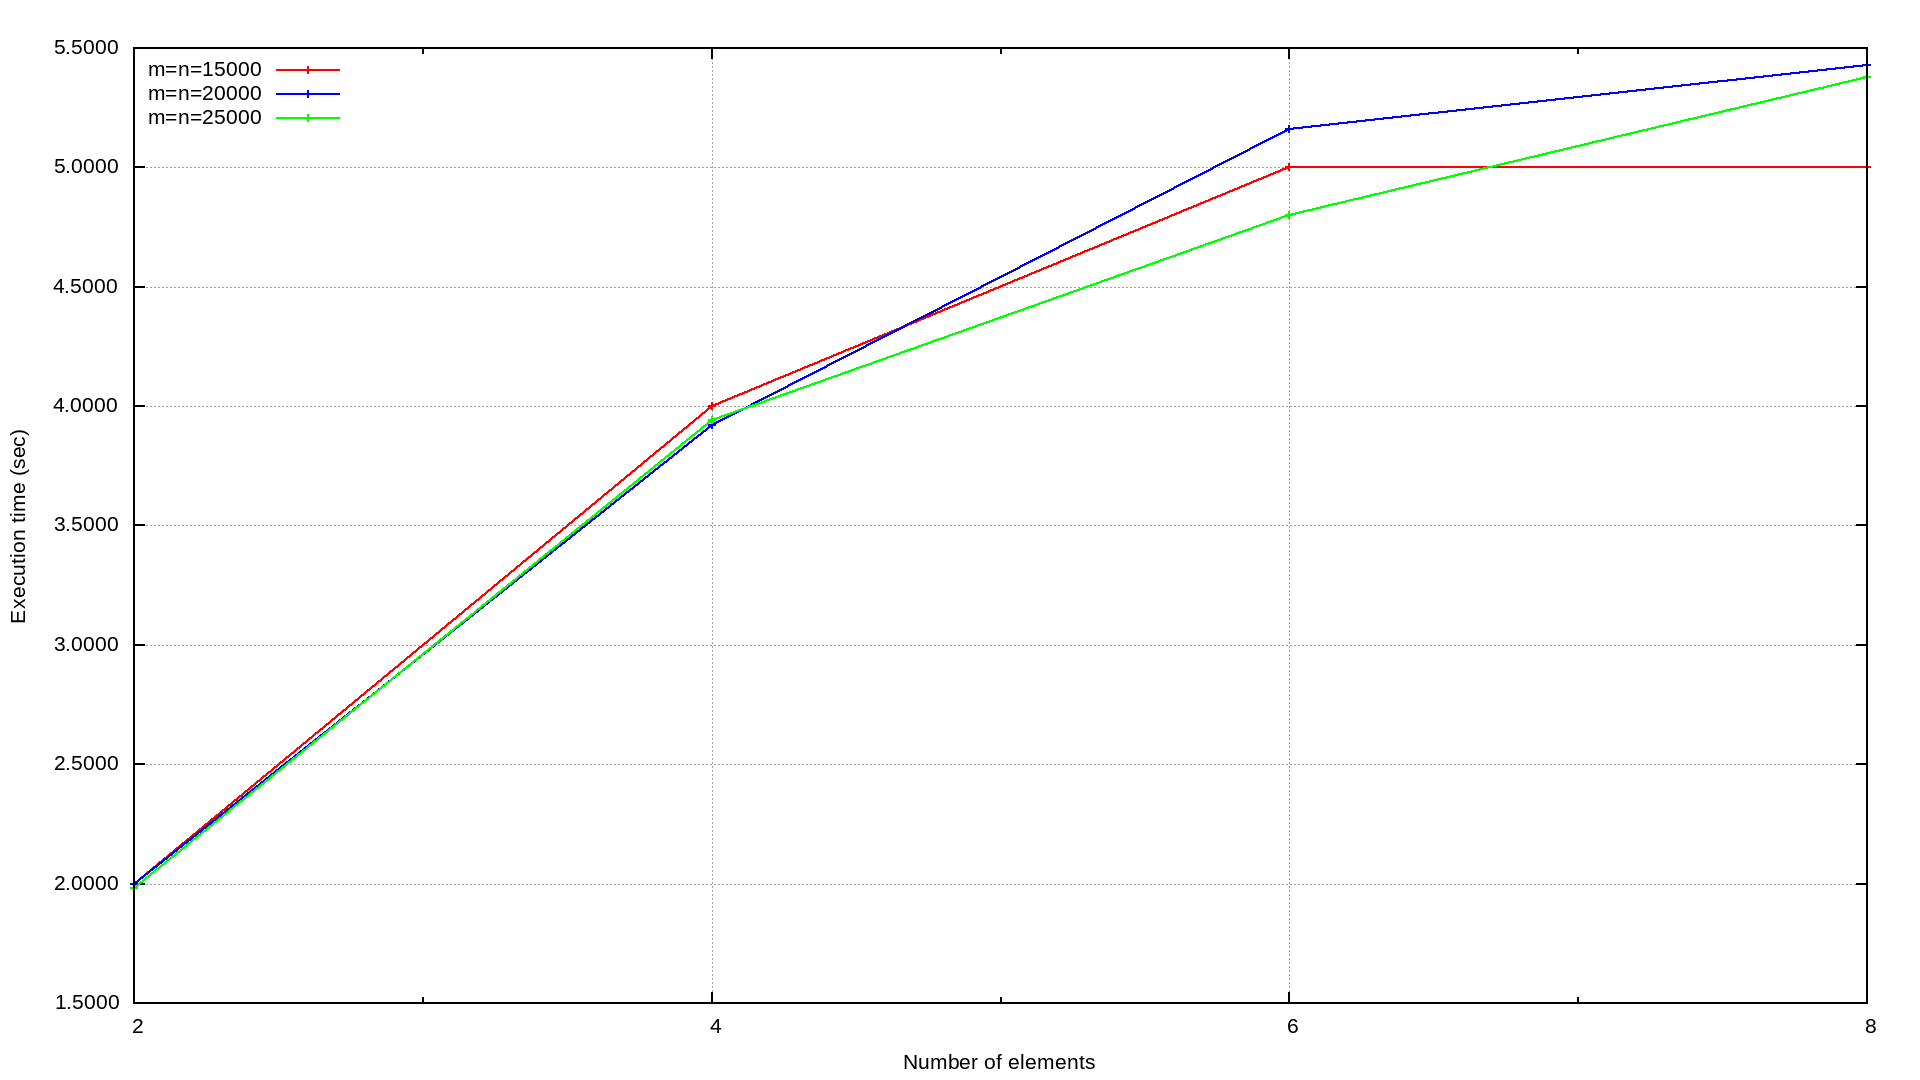 5.5000
m=n=15000
m=n=20000
m=n=25000
5.0000
4.5000
4.0000
3.5000
3.0000
2.5000
2.0000
1.5000
Execution time (sec)
2 4 6 8
Number of elements